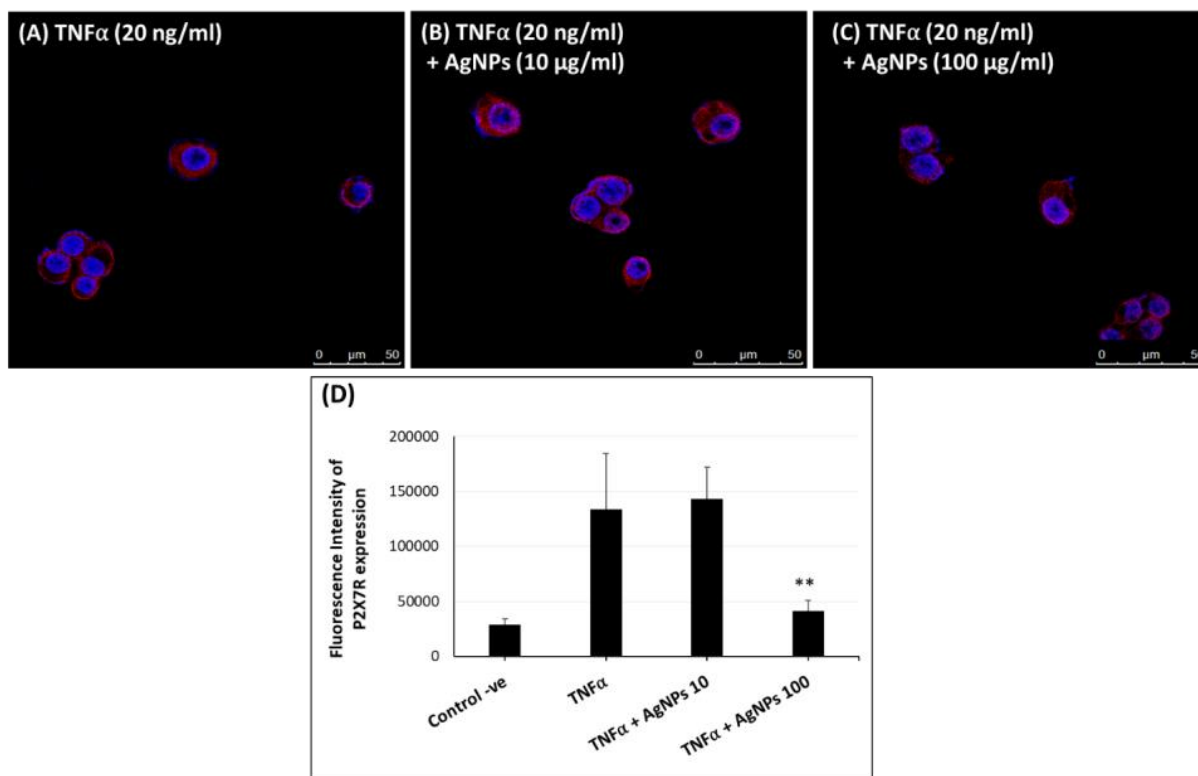 (A) TNFα (20 ng/ml)
0 μm 50
(B) TNFα (20 ng/ml)
+ AgNPs (10 μg/ml)
0 μm 50
(C) TNFα (20 ng/ml)
+ AgNPs (100 μg/ml)
0 μm 50
(D)
Fluorescence Intensity of
P2X7R expression
200000
150000
100000
50000
0
**
Control -ve
TNFα
TNFα + AgNPs 10
TNFα + AgNPs 100